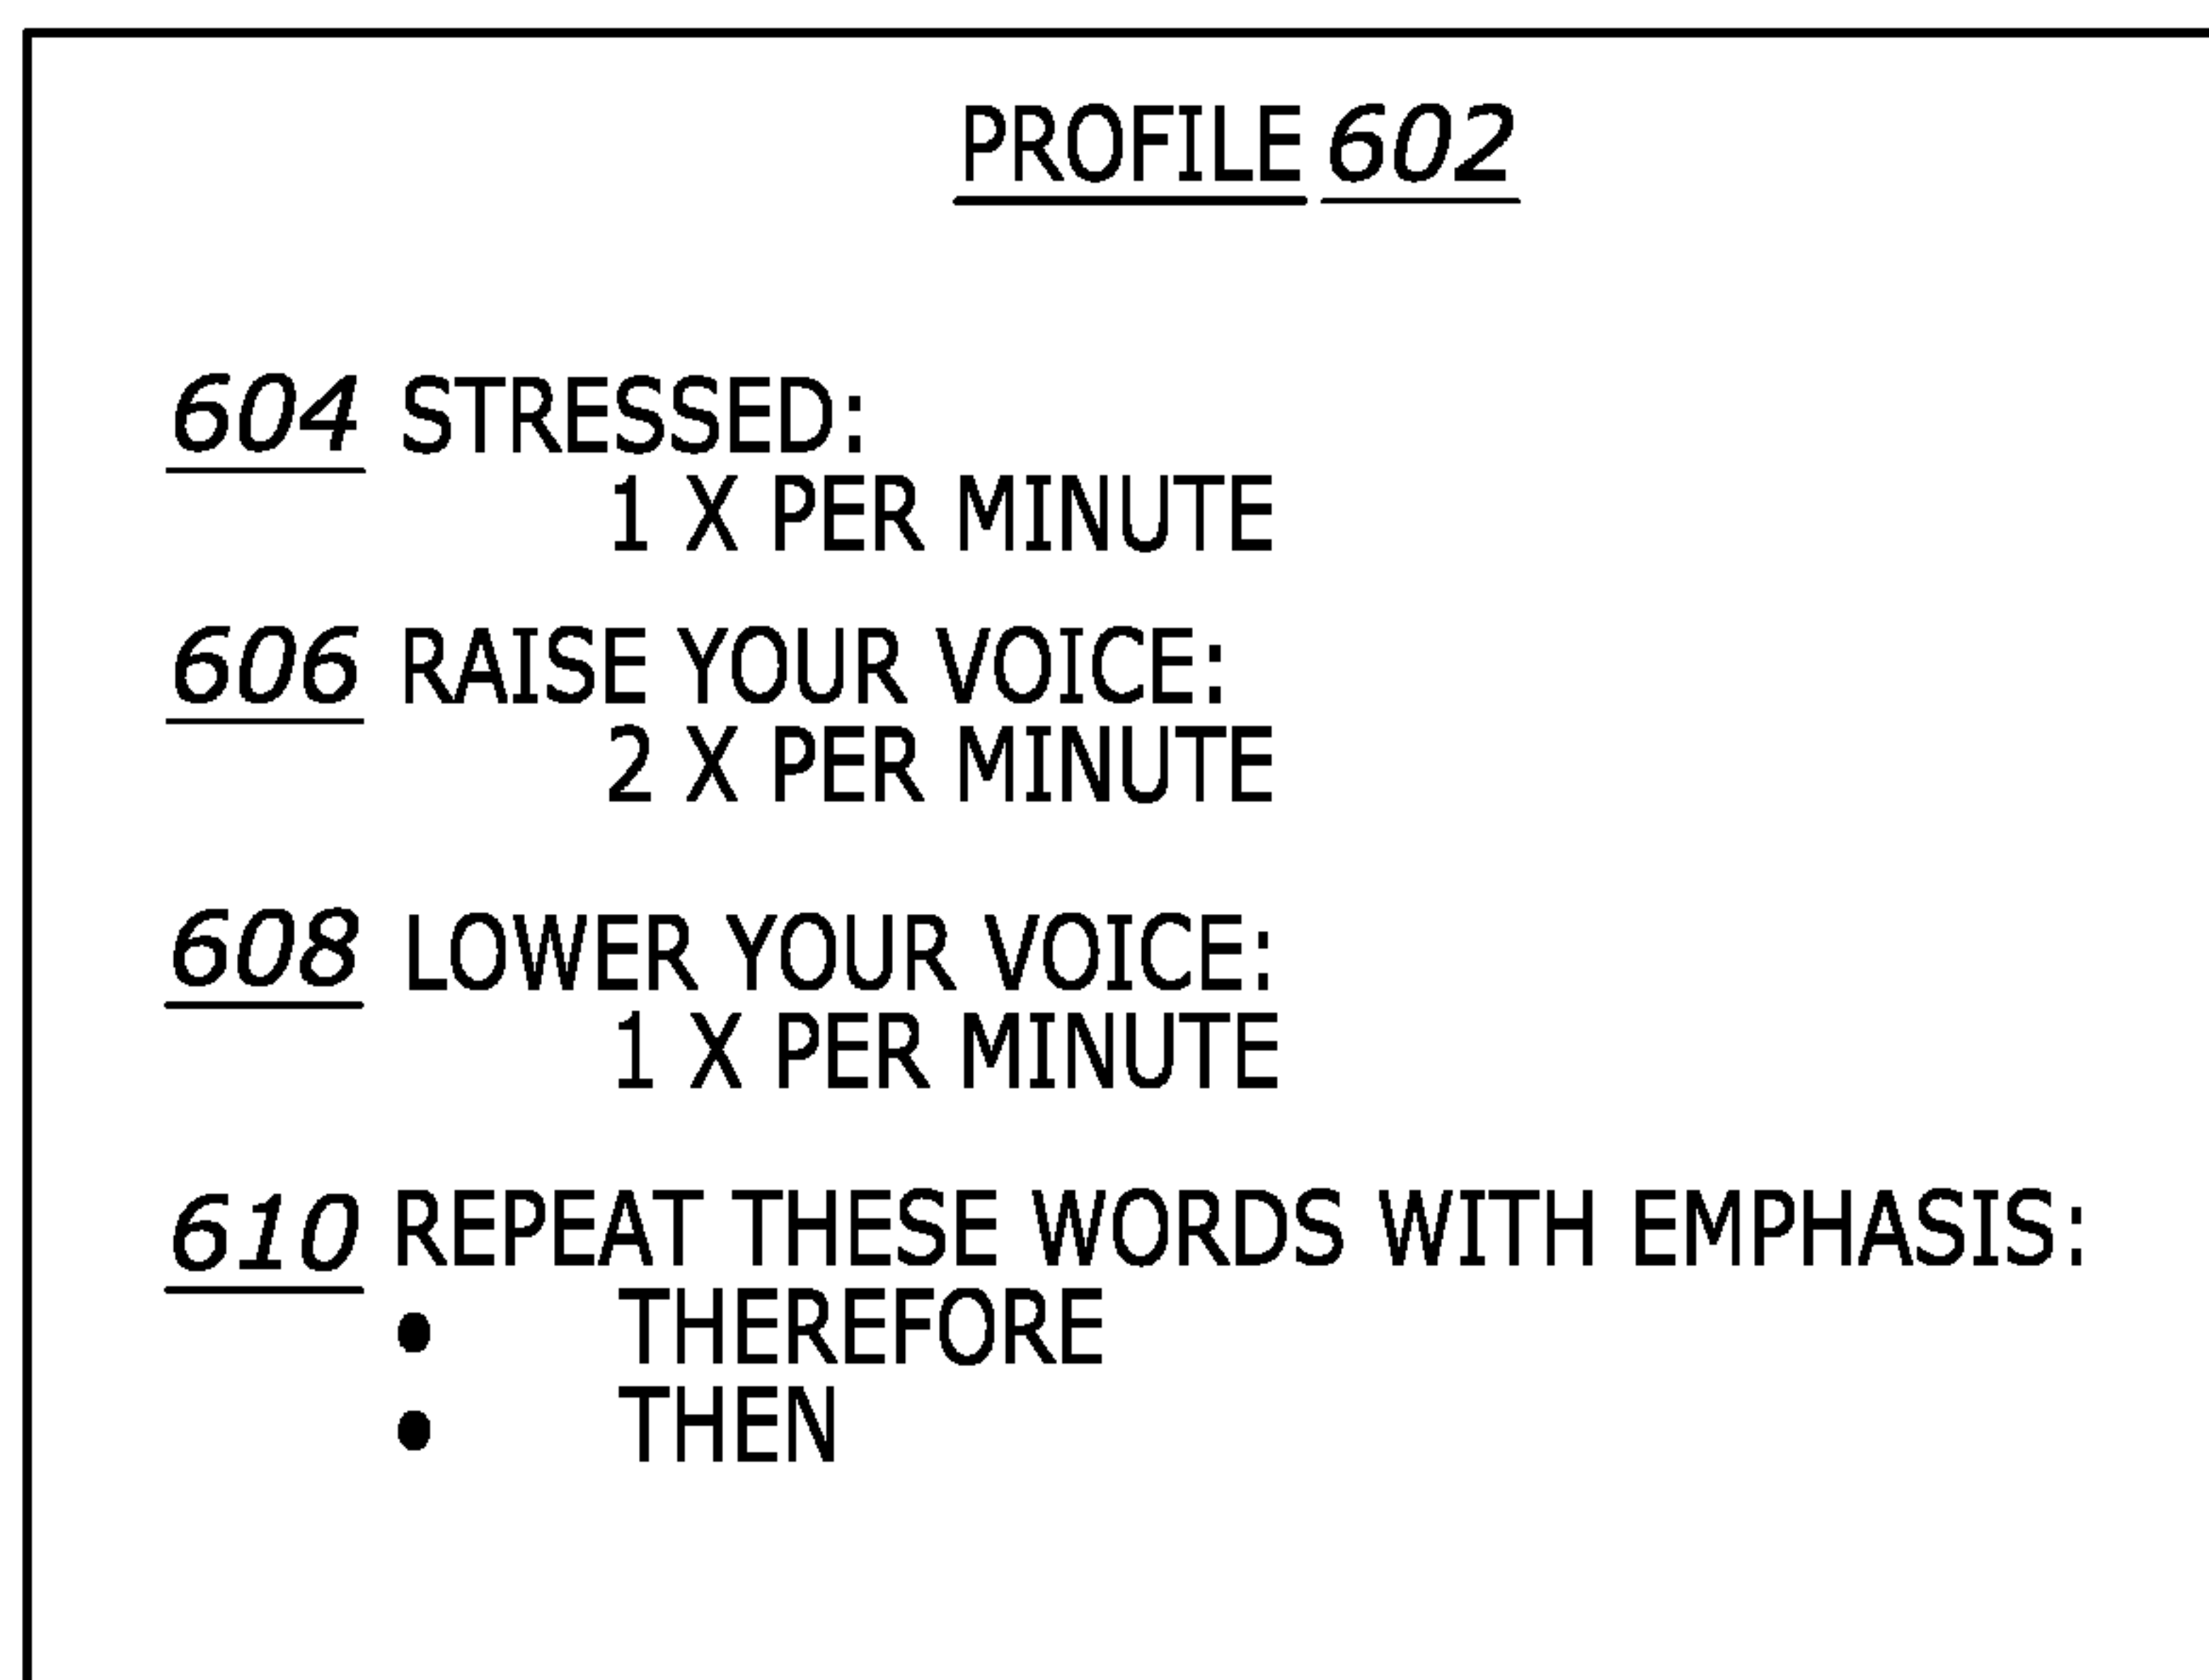 PROFILE 602
604 STRESSED:
1 X PER MINUTE
606 RAISE YOUR VOICE:
2 X PER MINUTE
608 LOWER YOUR VOICE:
1 X PER MINUTE
610 REPEAT THESE WORDS WITH EMPHASIS:
• THEREFORE
• THEN